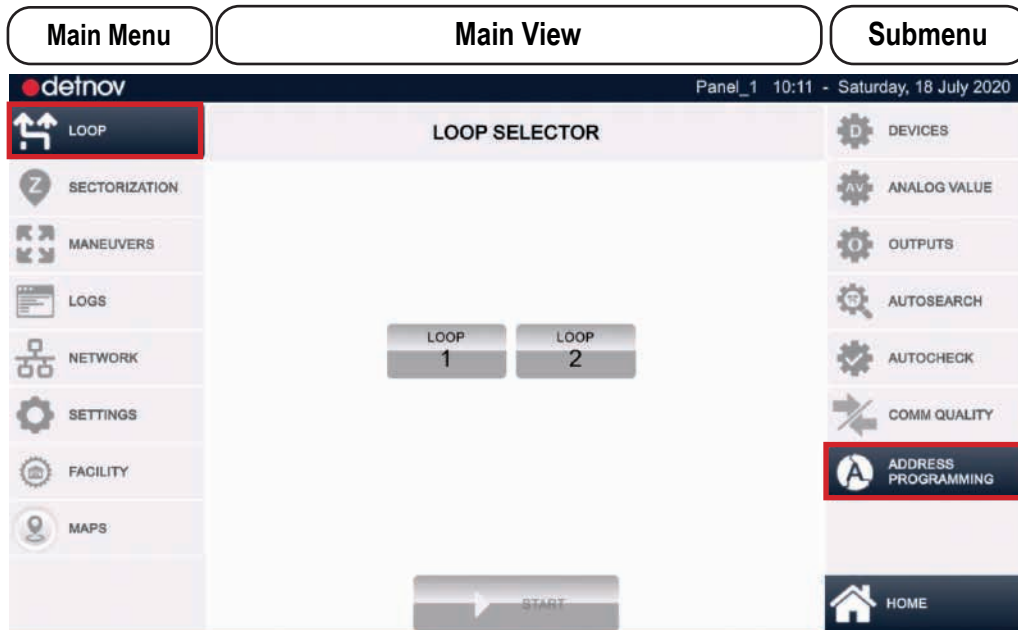 Main Menu
Main View
Submenu
detnov
Panel_1 10:11 - Saturday, 18 July 2020
LOOP
SECTORIZATION
MANEUVERS
LOGS
NETWORK
SETTINGS
FACILITY
MAPS
LOOP SELECTOR
LOOP
1
LOOP
2
START
DEVICES
ANALOG VALUE
OUTPUTS
AUTOSEARCH
AUTOCHECK
COMM QUALITY
ADDRESS
PROGRAMMING
HOME
Z
D
AV
O
A